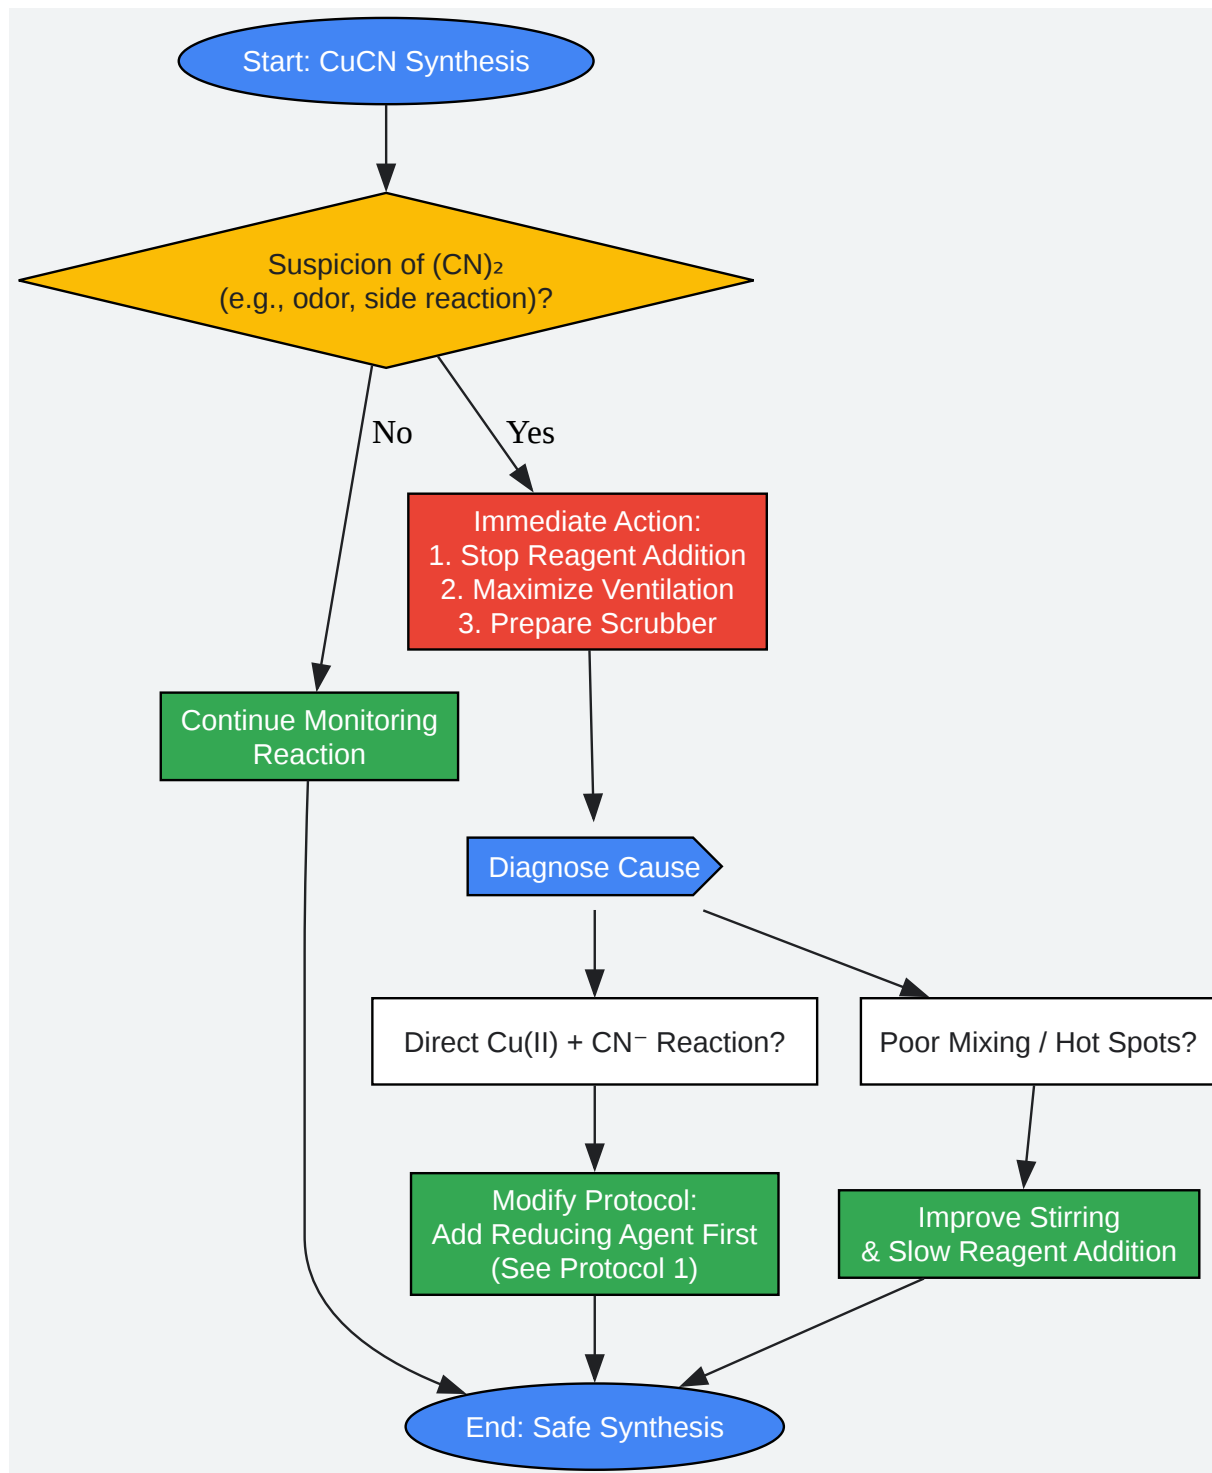 Start: CuCN Synthesis
Suspicion of (CN)₂
(e.g., odor, side reaction)?
No
Yes
Immediate Action:
1. Stop Reagent Addition
2. Maximize Ventilation
3. Prepare Scrubber
Continue Monitoring
Reaction
Diagnose Cause
Direct Cu(II) + CN⁻ Reaction?
Poor Mixing / Hot Spots?
Modify Protocol:
Add Reducing Agent First
(See Protocol 1)
Improve Stirring
& Slow Reagent Addition
End: Safe Synthesis